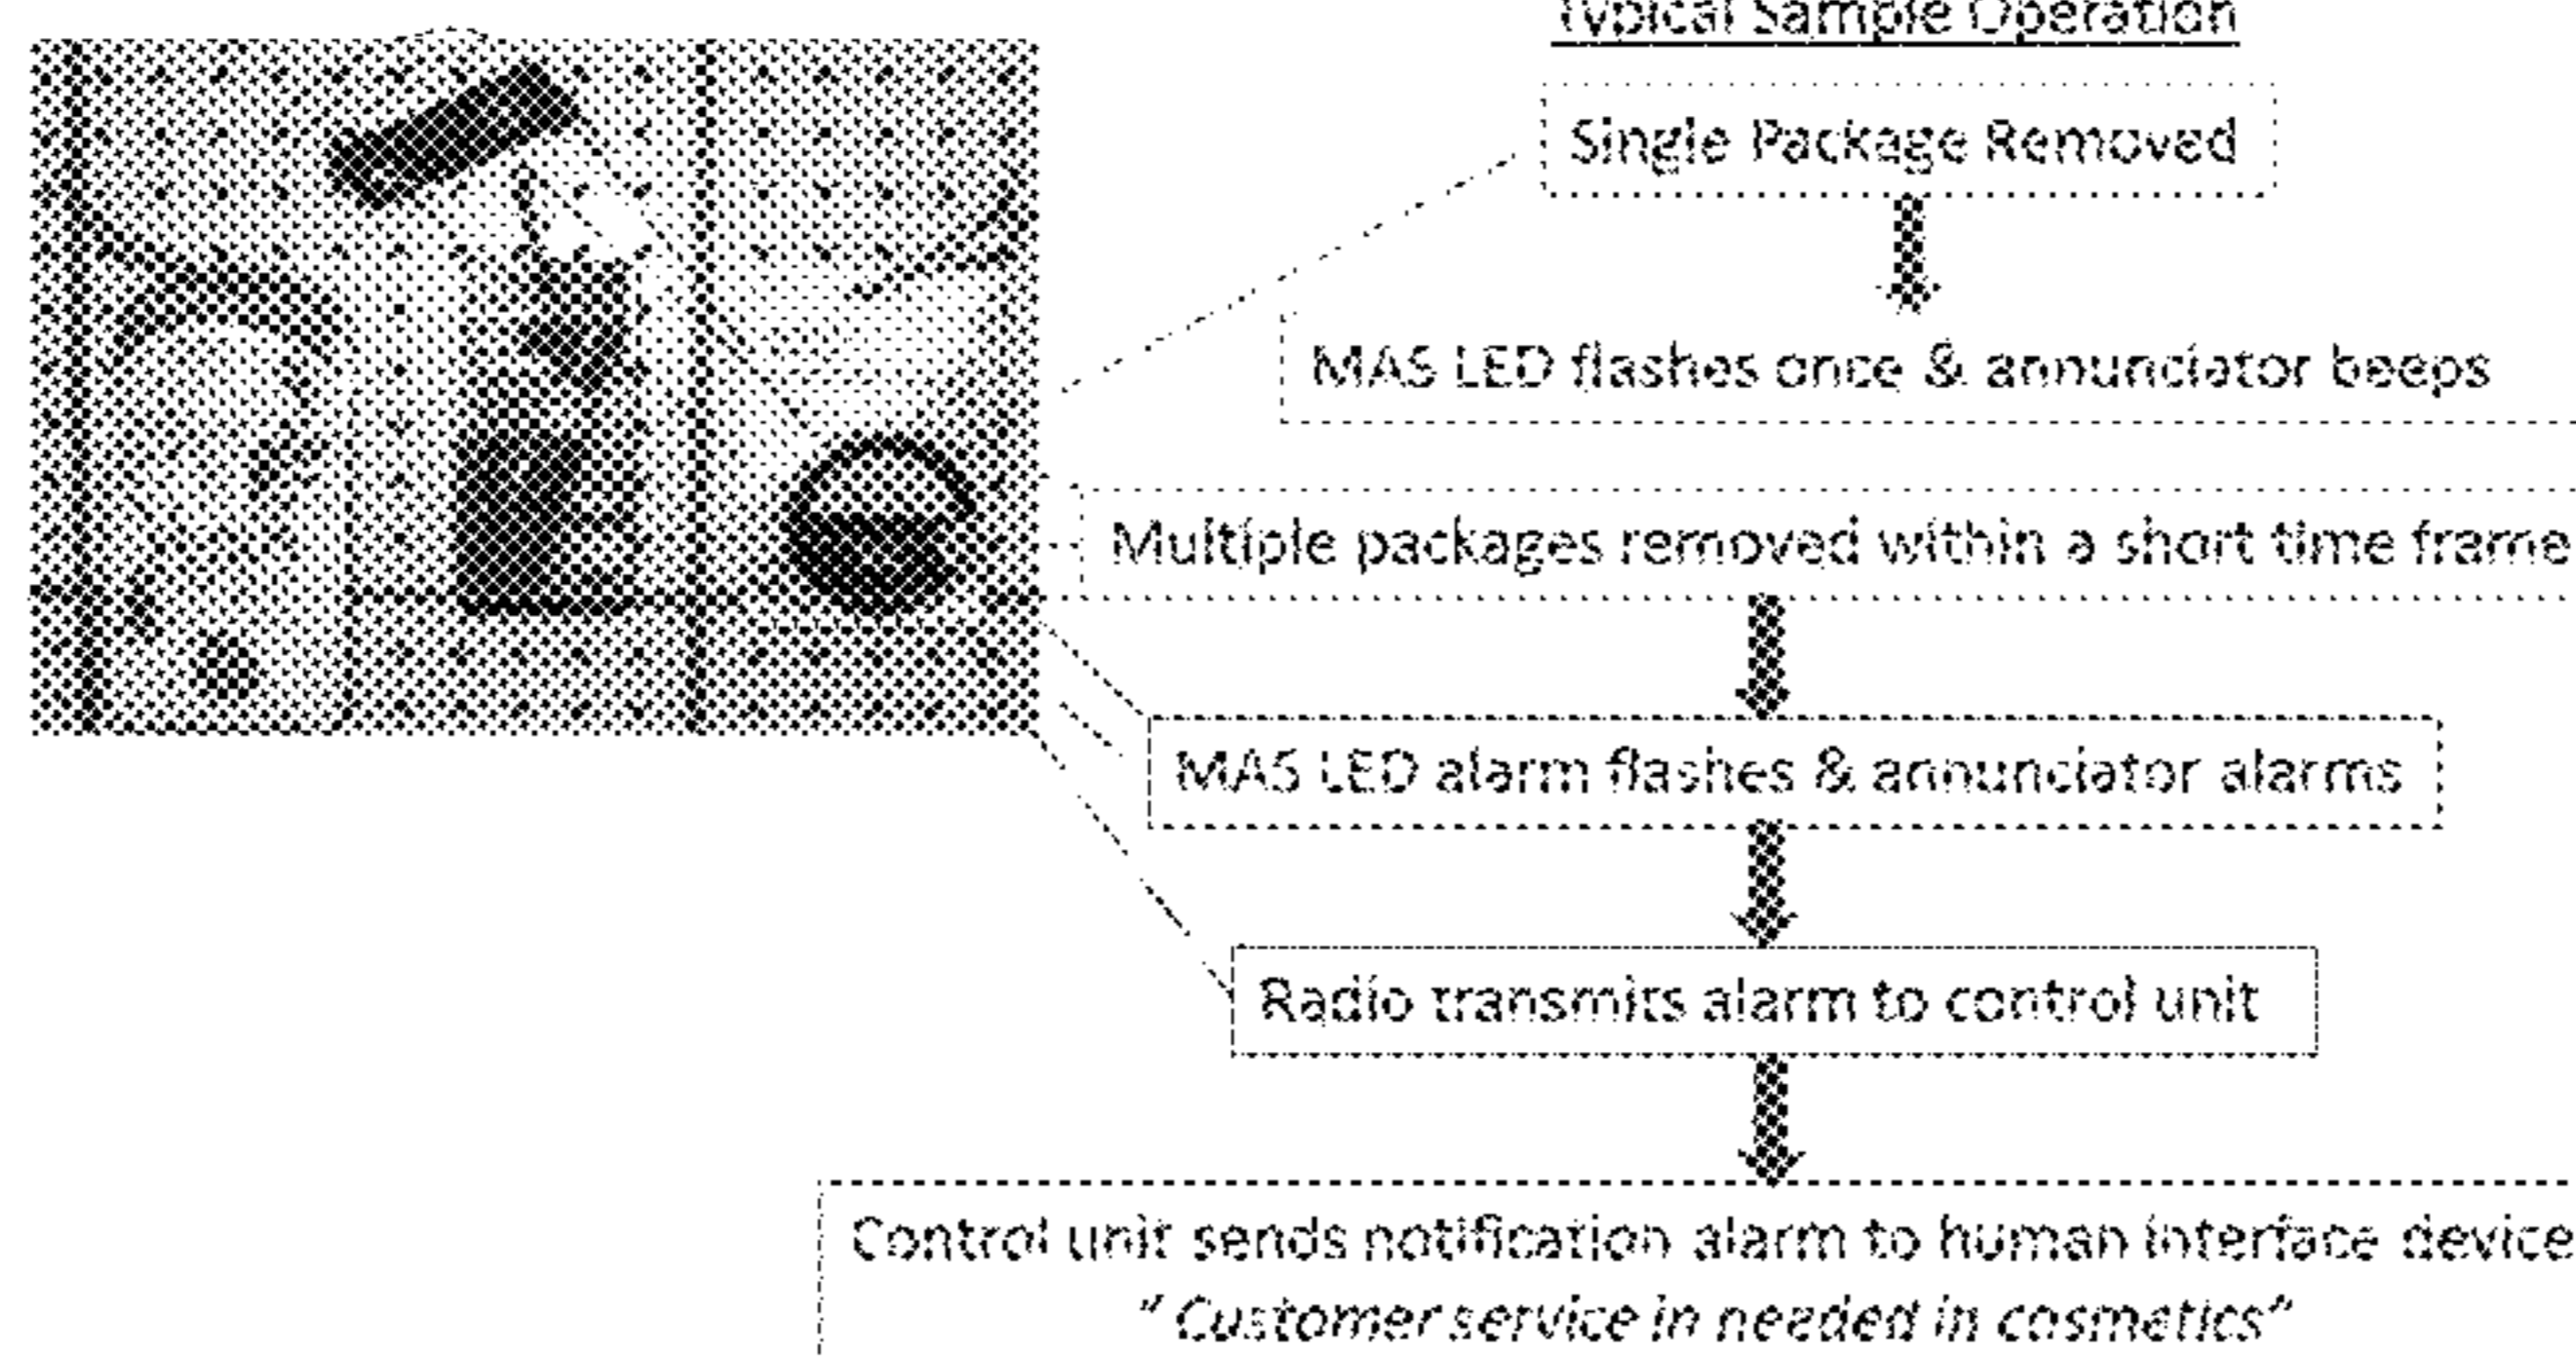 Typical Sample Operation
Single Package Removed
MAS LED flashes once & annunciator beeps
Multiple packages removed within a short time frame
MAS LED alarm flashes & annunciator alarms
Radio transmits alarm to control unit
Control unit sends notification alarm to human interface device
" Customer service in needed in cosmetics"